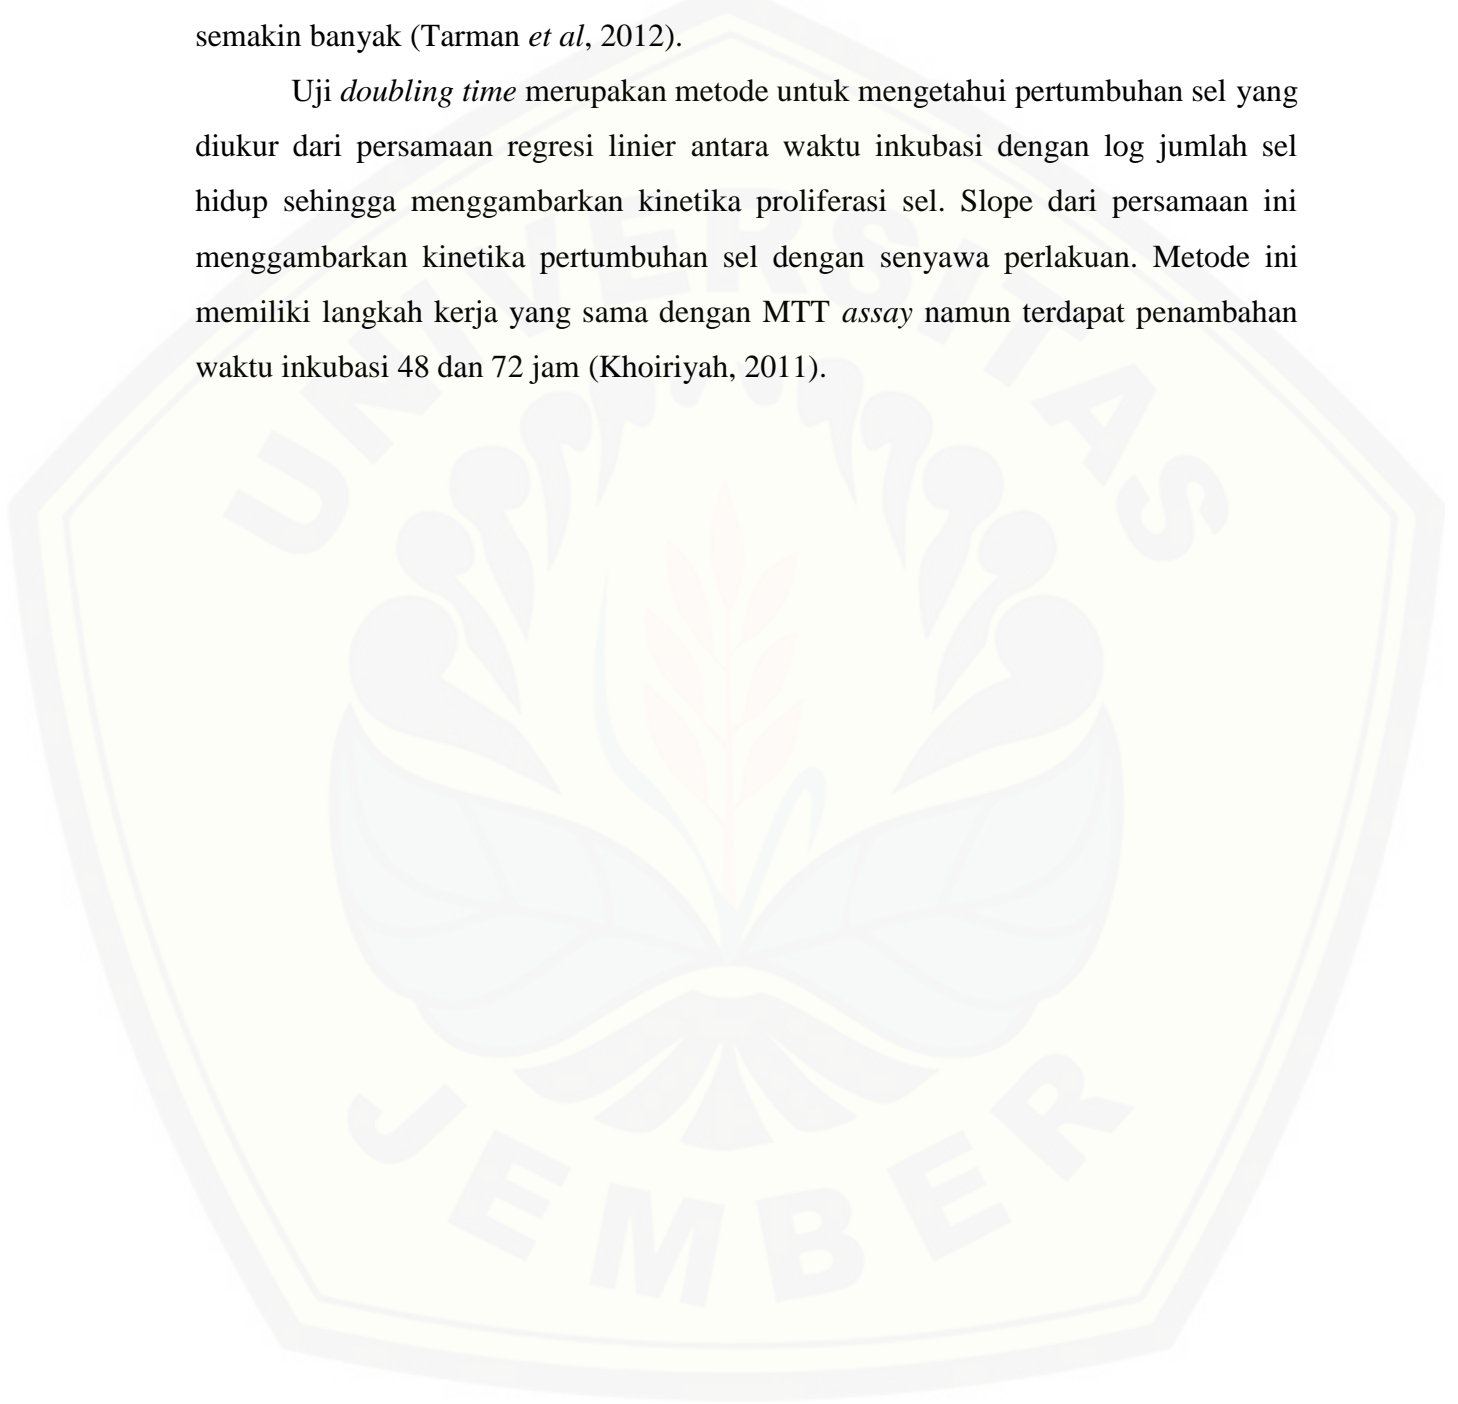 semakin banyak (Tarman et al, 2012).
Uji doubling time merupakan metode untuk mengetahui pertumbuhan sel yang
diukur dari persamaan regresi linier antara waktu inkubasi dengan log jumlah sel
hidup sehingga menggambarkan kinetika proliferasi sel. Slope dari persamaan ini
menggambarkan kinetika pertumbuhan sel dengan senyawa perlakuan. Metode ini
memiliki langkah kerja yang sama dengan MTT assay namun terdapat penambahan
waktu inkubasi 48 dan 72 jam (Khoiriyah, 2011).
UNIVERSITAS
JEMBER